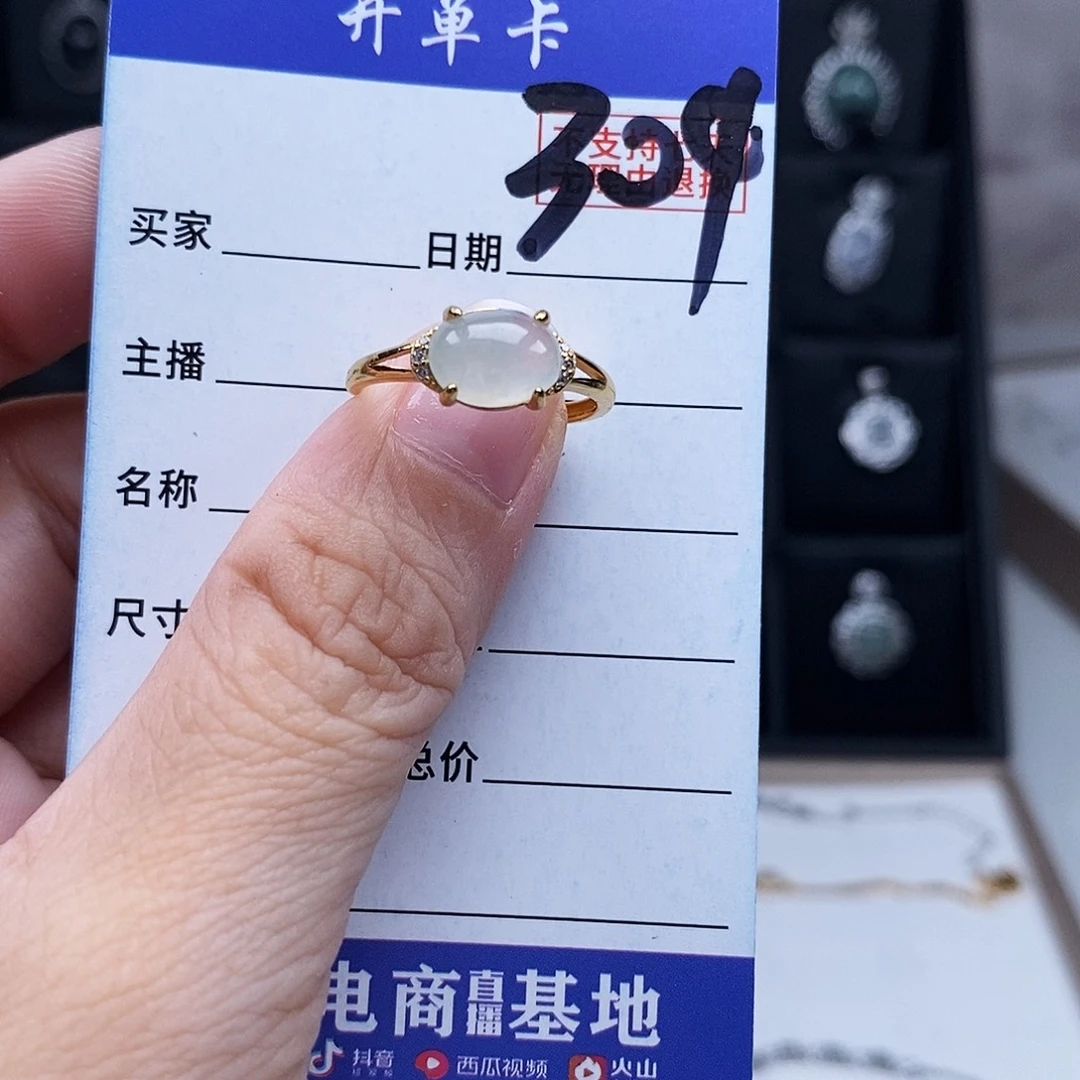 开单卡
309
不支持七天
无理由退换
买家
日期
主播
名称
尺寸
总价
电商直播基地
抖音
西瓜视频
火山